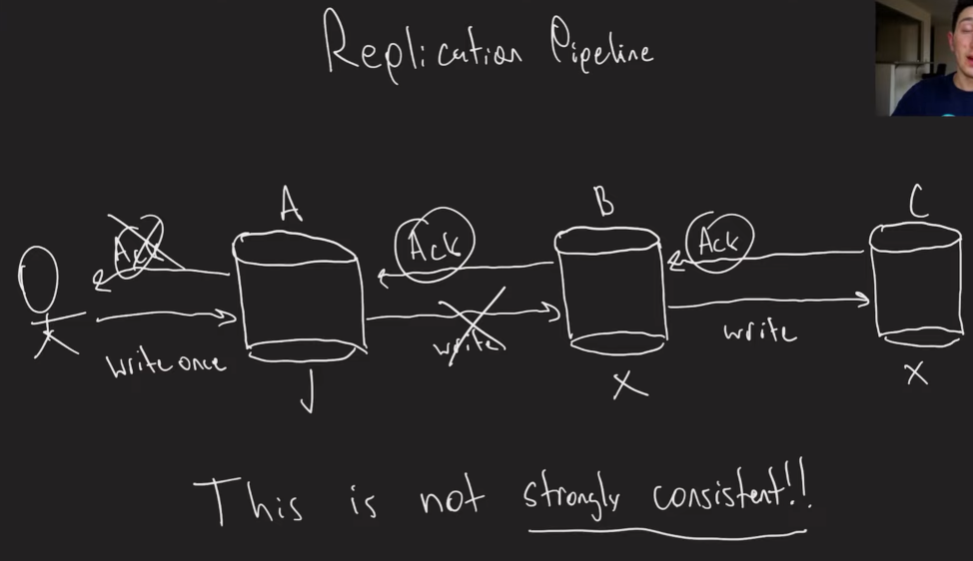 Replication Pipeline
A
B
C
Ack
Ack
Ack
write once
write
write
X
X
This is not strongly consistent!!